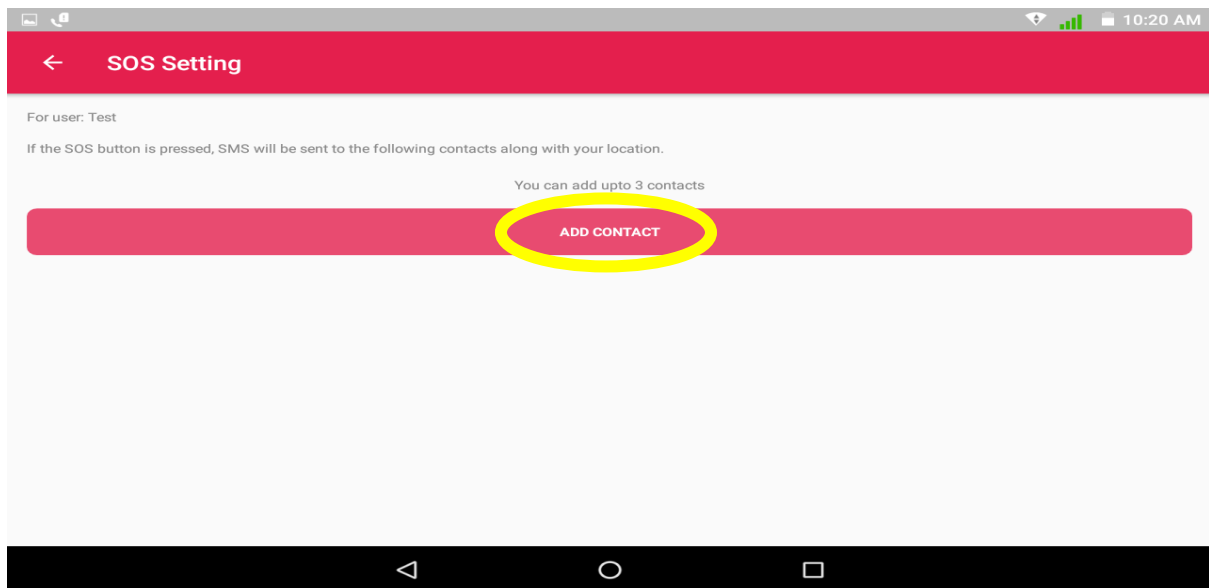 10:20 AM
SOS Setting
For user: Test
If the SOS button is pressed, SMS will be sent to the following contacts along with your location.
You can add upto 3 contacts
ADD CONTACT